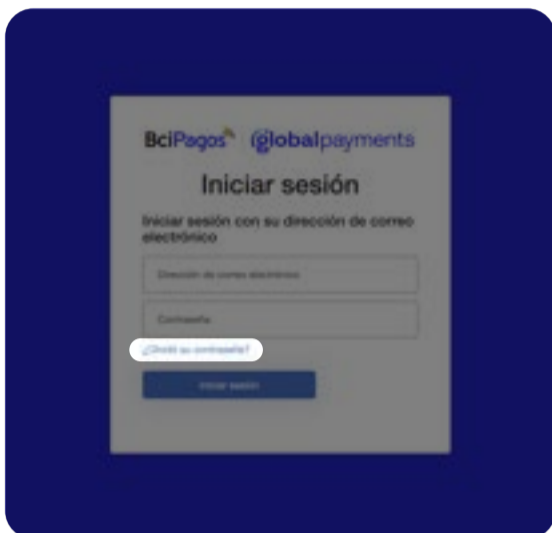 BciPagos globalpayments
Iniciar sesión
Iniciar sesión con su dirección de correo
electrónico
Dirección de correo electrónico
Contraseña
¿Olvidó su contraseña?
Iniciar sesión